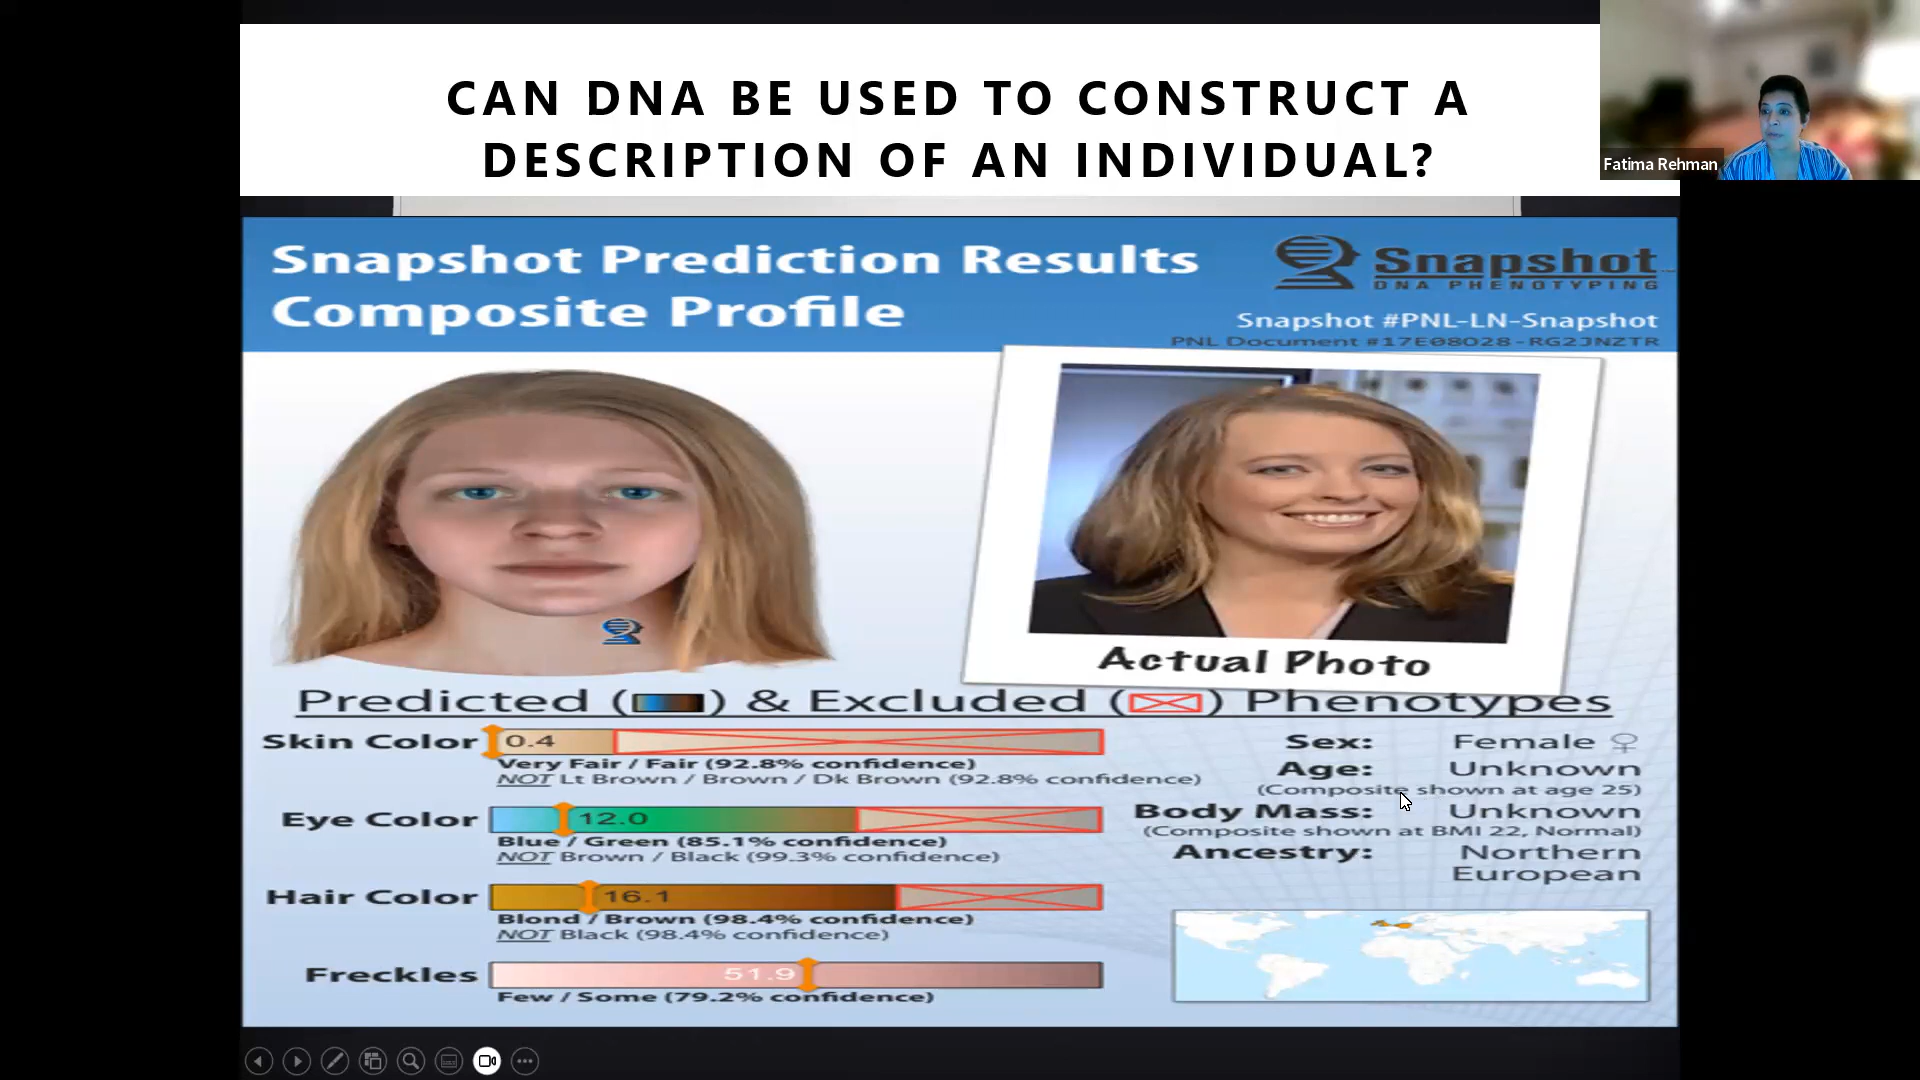 CAN DNA BE USED TO CONSTRUCT A
DESCRIPTION OF AN INDIVIDUAL?
Fatima Rehman
Snapshot Prediction Results
Composite Profile
Snapshot
DNA PHENOTYPING
Snapshot #PNL-LN-Snapshot
PNL Document #17E08O28-RG2JNZTR
Actual Photo
Predicted ( ) & Excluded ( ) Phenotypes
Skin Color
0.4
Very Fair / Fair (92.8% confidence)
NOT Lt Brown / Brown / Dk Brown (92.8% confidence)
Eye Color
12.0
Blue / Green (85.1% confidence)
NOT Brown / Black (99.3% confidence)
Hair Color
16.1
Blond / Brown (98.4% confidence)
NOT Black (98.4% confidence)
Freckles
51.9
Few / Some (79.2% confidence)
Sex: Female ♀
Age: Unknown
(Composite shown at age 25)
Body Mass: Unknown
(Composite shown at BMI 22, Normal)
Ancestry: Northern
European